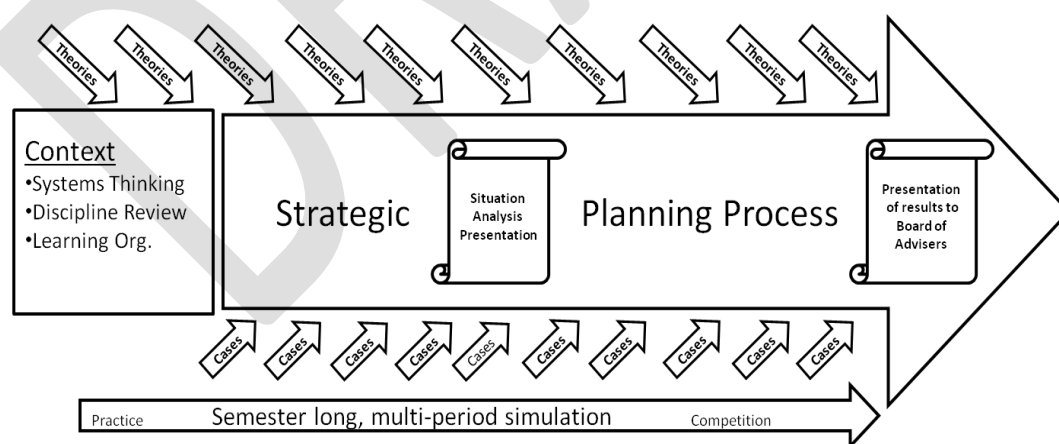 Theories
Theories
Theories
Theories
Theories
Theories
Theories
Theories
Theories
Theories
Context
•Systems Thinking
•Discipline Review
•Learning Org.
Strategic
Situation
Analysis
Presentation
Planning Process
Presentation
of results to
Board of
Advisers
Cases
Cases
Cases
Cases
Cases
Cases
Cases
Cases
Cases
Cases
Practice Semester long, multi-period simulation Competition